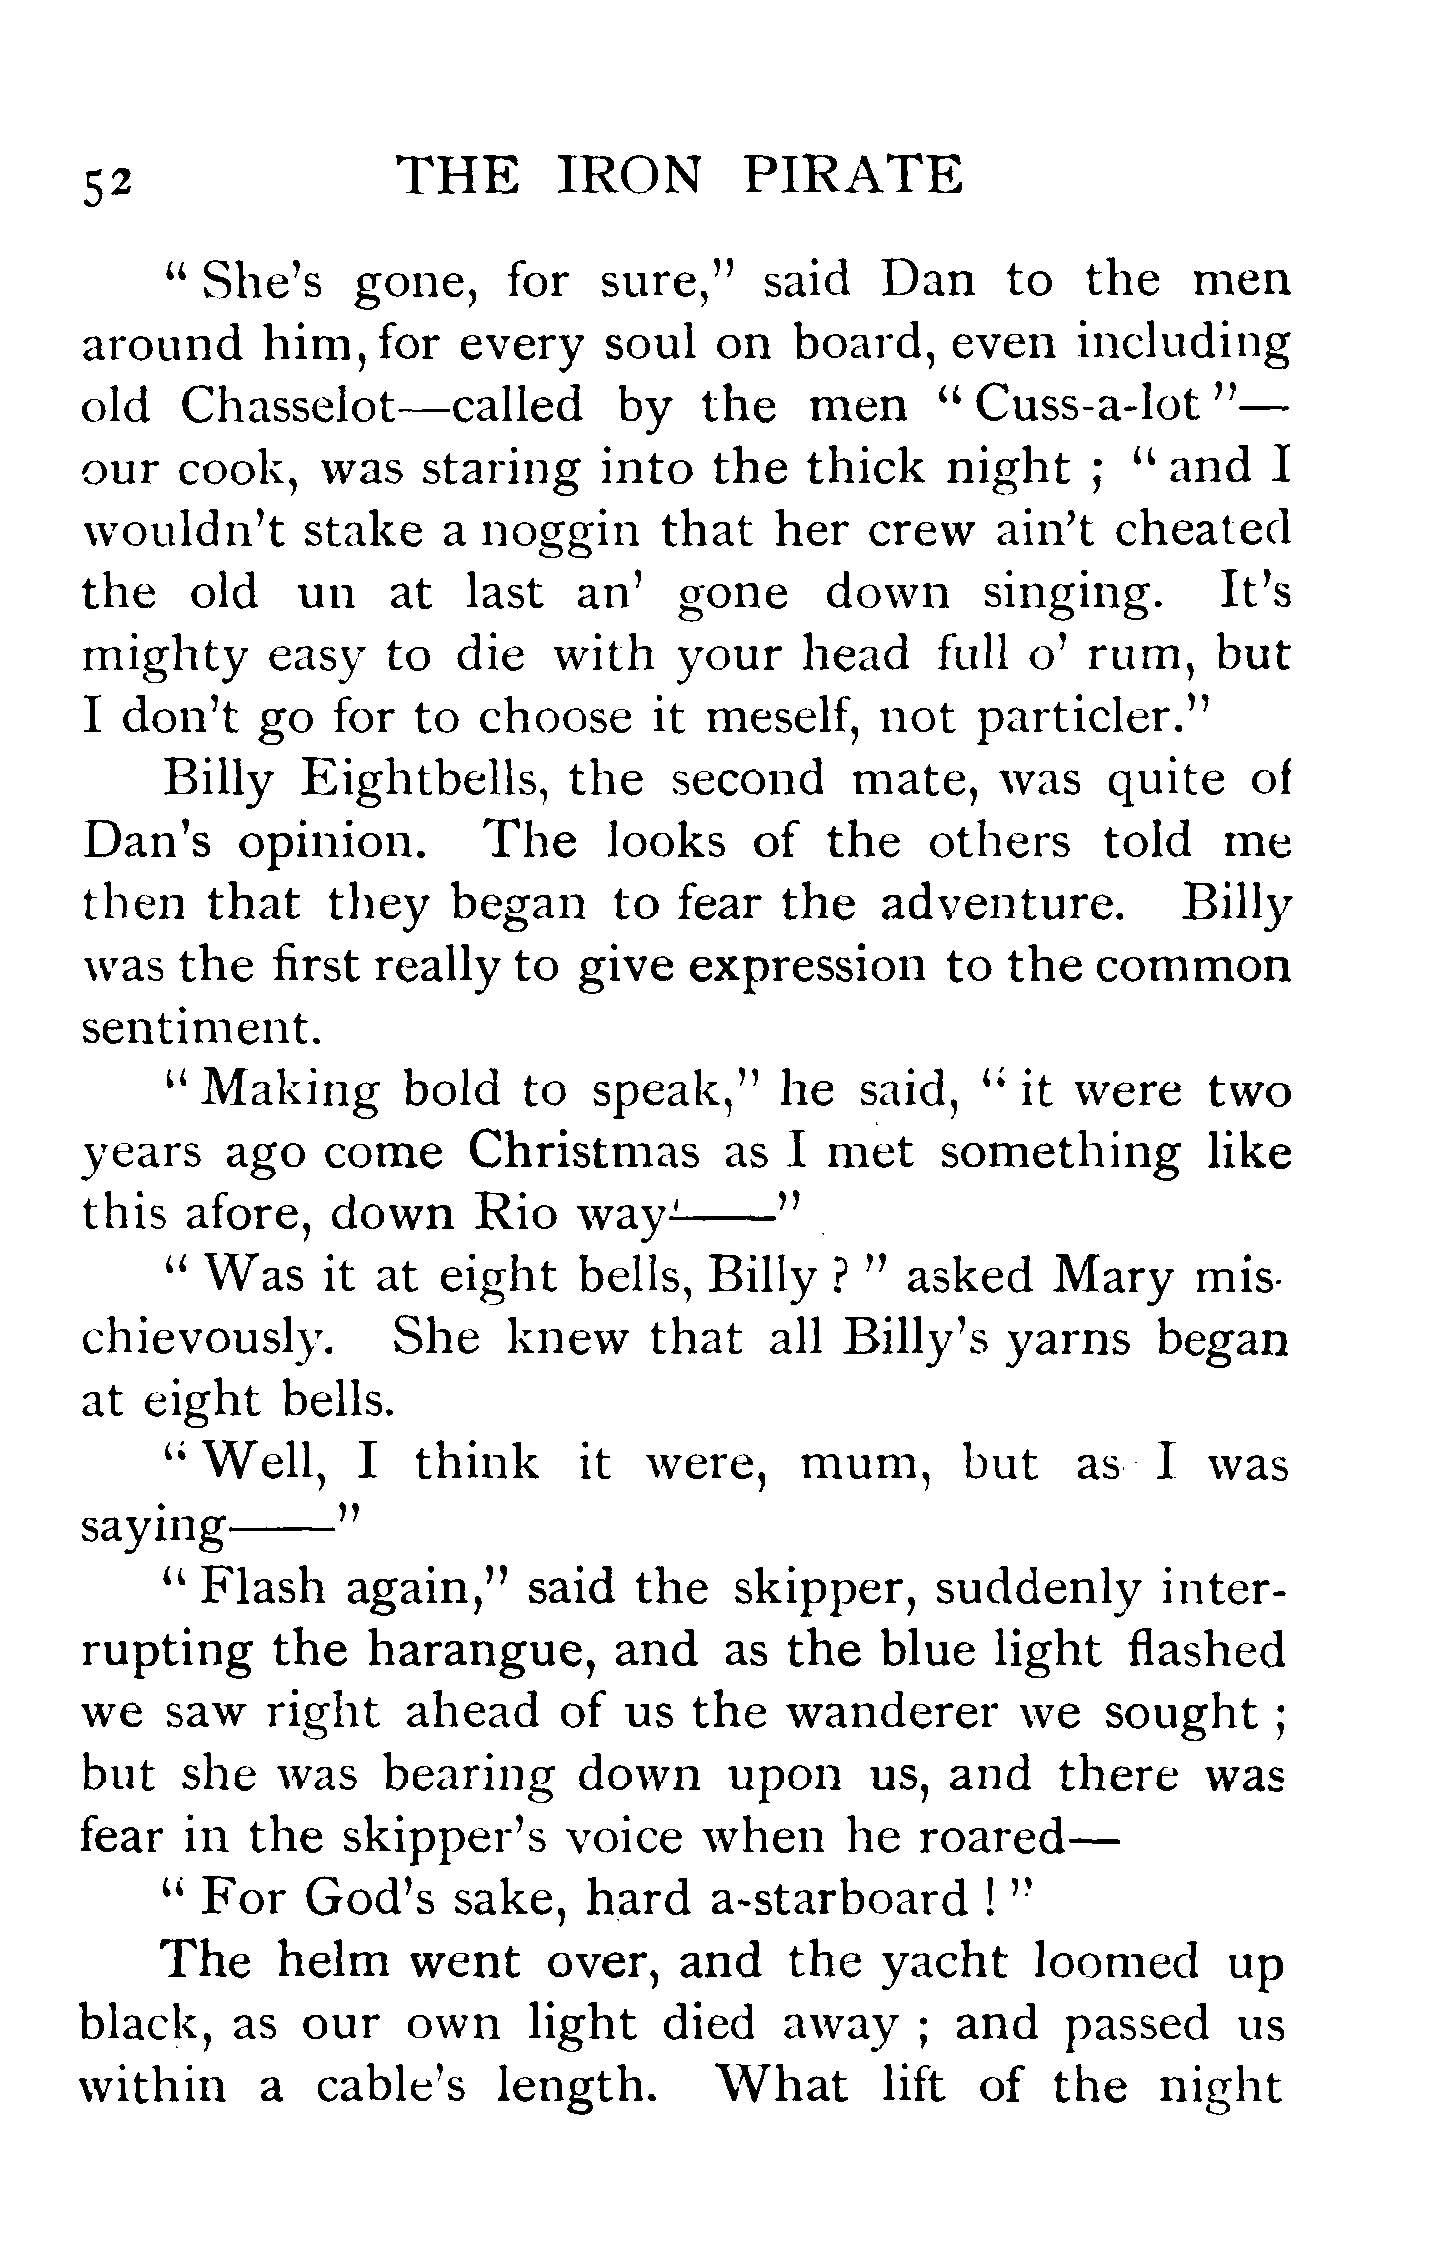 52 THE IRON PIRATE
“ She’s gone, for sure,” said Dan to the men
around him, for every soul on board, even including
old Chasselot—called by the men “ Cuss-a-lot ”—
our cook, was staring into the thick night ; “ and I
wouldn’t stake a noggin that her crew ain’t cheated
the old un at last an’ gone down singing. It’s
mighty easy to die with your head full o’ rum, but
I don’t go for to choose it meself, not particler.”
Billy Eightbells, the second mate, was quite of
Dan’s opinion. The looks of the others told me
then that they began to fear the adventure. Billy
was the first really to give expression to the common
sentiment.
“ Making bold to speak,” he said, “ it were two
years ago come Christmas as I met something like
this afore, down Rio way——”
“ Was it at eight bells, Billy ? ” asked Mary mis-
chievously. She knew that all Billy’s yarns began
at eight bells.
“ Well, I think it were, mum, but as I was
saying——”
“ Flash again,” said the skipper, suddenly inter-
rupting the harangue, and as the blue light flashed
we saw right ahead of us the wanderer we sought ;
but she was bearing down upon us, and there was
fear in the skipper’s voice when he roared—
“ For God’s sake, hard a-starboard ! ”
The helm went over, and the yacht loomed up
black, as our own light died away ; and passed us
within a cable’s length. What lift of the night